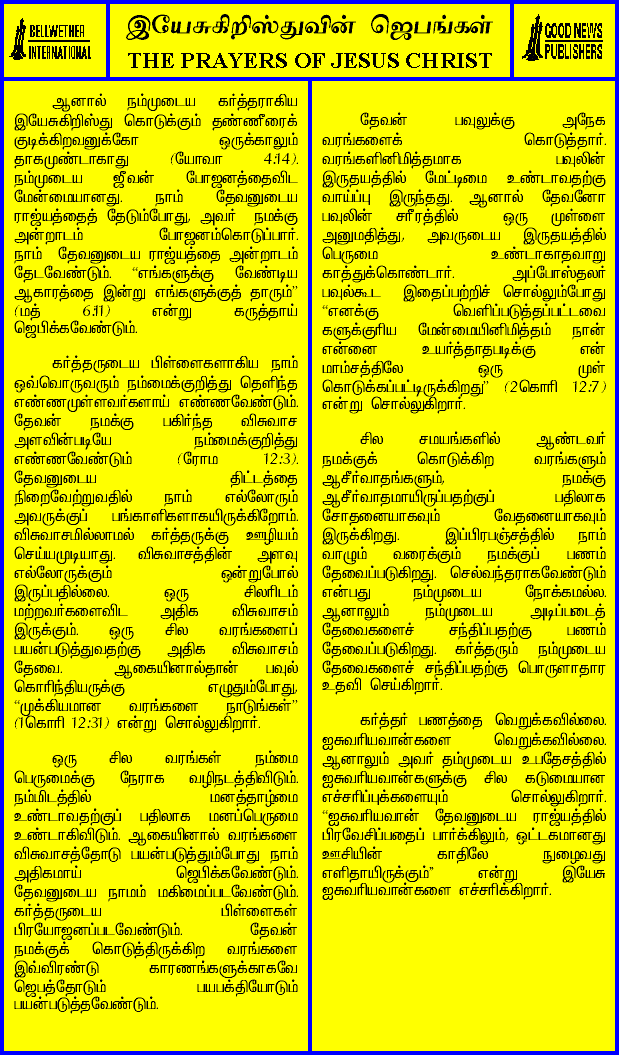 BELLWETHER
INTERNATIONAL
இயேசுகிறிஸ்துவின் ஜெபங்கள்
THE PRAYERS OF JESUS CHRIST
GOOD NEWS
PUBLISHERS
ஆனால் நம்முடைய கர்த்தராகிய
இயேசுகிறிஸ்து கொடுக்கும் தண்ணீரைக்
குடிக்கிறவனுக்கோ ஒருக்காலும்
தாகமுண்டாகாது (யோவா 4:14).
நம்முடைய ஜீவன் போஜனத்தைவிட
மேன்மையானது. நாம் தேவனுடைய
ராஜ்யத்தைத் தேடும்போது, அவர் நமக்கு
அன்றாடம் போஜனம்கொடுப்பார்.
நாம் தேவனுடைய ராஜ்யத்தை அன்றாடம்
தேடவேண்டும். “எங்களுக்கு வேண்டிய
ஆகாரத்தை இன்று எங்களுக்குத் தாரும்”
(மத் 6:11) என்று கருத்தாய்
ஜெபிக்கவேண்டும்.
கர்த்தருடைய பிள்ளைகளாகிய நாம்
ஒவ்வொருவரும் நம்மைக்குறித்து தெளிந்த
எண்ணமுள்ளவர்களாய் எண்ணவேண்டும்.
தேவன் நமக்கு பகிர்ந்த விசுவாச
அளவின்படியே நம்மைக்குறித்து
எண்ணவேண்டும் (ரோம 12:3).
தேவனுடைய திட்டத்தை
நிறைவேற்றுவதில் நாம் எல்லோரும்
அவருக்குப் பங்காளிகளாகயிருக்கிறோம்.
விசுவாசமில்லாமல் கர்த்தருக்கு ஊழியம்
செய்யமுடியாது. விசுவாசத்தின் அளவு
எல்லோருக்கும் ஒன்றுபோல்
இருப்பதில்லை. ஒரு சிலரிடம்
மற்றவர்களைவிட அதிக விசுவாசம்
இருக்கும். ஒரு சில வரங்களைப்
பயன்படுத்துவதற்கு அதிக விசுவாசம்
தேவை. ஆகையினால்தான் பவுல்
கொரிந்தியருக்கு எழுதும்போது,
“முக்கியமான வரங்களை நாடுங்கள்”
(1கொரி 12:31) என்று சொல்லுகிறார்.
ஒரு சில வரங்கள் நம்மை
பெருமைக்கு நேராக வழிநடத்திவிடும்.
நம்மிடத்தில் மனத்தாழ்மை
உண்டாவதற்குப் பதிலாக மனப்பெருமை
உண்டாகிவிடும். ஆகையினால் வரங்களை
விசுவாசத்தோடு பயன்படுத்தும்போது நாம்
அதிகமாய் ஜெபிக்கவேண்டும்.
தேவனுடைய நாமம் மகிமைப்படவேண்டும்.
கர்த்தருடைய பிள்ளைகள்
பிரயோஜனப்படவேண்டும். தேவன்
நமக்குக் கொடுத்திருக்கிற வரங்களை
இவ்விரண்டு காரணங்களுக்காகவே
ஜெபத்தோடும் பயபக்தியோடும்
பயன்படுத்தவேண்டும்.
தேவன் பவுலுக்கு அநேக
வரங்களைக் கொடுத்தார்.
வரங்களினிமித்தமாக பவுலின்
இருதயத்தில் மேட்டிமை உண்டாவதற்கு
வாய்ப்பு இருந்தது. ஆனால் தேவனோ
பவுலின் சரீரத்தில் ஒரு முள்ளை
அனுமதித்து, அவருடைய இருதயத்தில்
பெருமை உண்டாகாதவாறு
காத்துக்கொண்டார். அப்போஸ்தலர்
பவுல்கூட இதைப்பற்றிச் சொல்லும்போது
“எனக்கு வெளிப்படுத்தப்பட்டவை
களுக்குரிய மேன்மையினிமித்தம் நான்
என்னை உயர்த்தாதபடிக்கு என்
மாம்சத்திலே ஒரு முள்
கொடுக்கப்பட்டிருக்கிறது” (2கொரி 12:7)
என்று சொல்லுகிறார்.
சில சமயங்களில் ஆண்டவர்
நமக்குக் கொடுக்கிற வரங்களும்
ஆசீர்வாதங்களும், நமக்கு
ஆசீர்வாதமாயிருப்பதற்குப் பதிலாக
சோதனையாகவும் வேதனையாகவும்
இருக்கிறது. இப்பிரபஞ்சத்தில் நாம்
வாழும் வரைக்கும் நமக்குப் பணம்
தேவைப்படுகிறது. செல்வந்தராகவேண்டும்
என்பது நம்முடைய நோக்கமல்ல.
ஆனாலும் நம்முடைய அடிப்படைத்
தேவைகளைச் சந்திப்பதற்கு பணம்
தேவைப்படுகிறது. கர்த்தரும் நம்முடைய
தேவைகளைச் சந்திப்பதற்கு பொருளாதார
உதவி செய்கிறார்.
கர்த்தர் பணத்தை வெறுக்கவில்லை.
ஐசுவரியவான்களை வெறுக்கவில்லை.
ஆனாலும் அவர் தம்முடைய உபதேசத்தில்
ஐசுவரியவான்களுக்கு சில கடுமையான
எச்சரிப்புக்களையும் சொல்லுகிறார்.
“ஐசுவரியவான் தேவனுடைய ராஜ்யத்தில்
பிரவேசிப்பதைப் பார்க்கிலும், ஒட்டகமானது
ஊசியின் காதிலே நுழைவது
எளிதாயிருக்கும்” என்று இயேசு
ஐசுவரியவான்களை எச்சரிக்கிறார்.